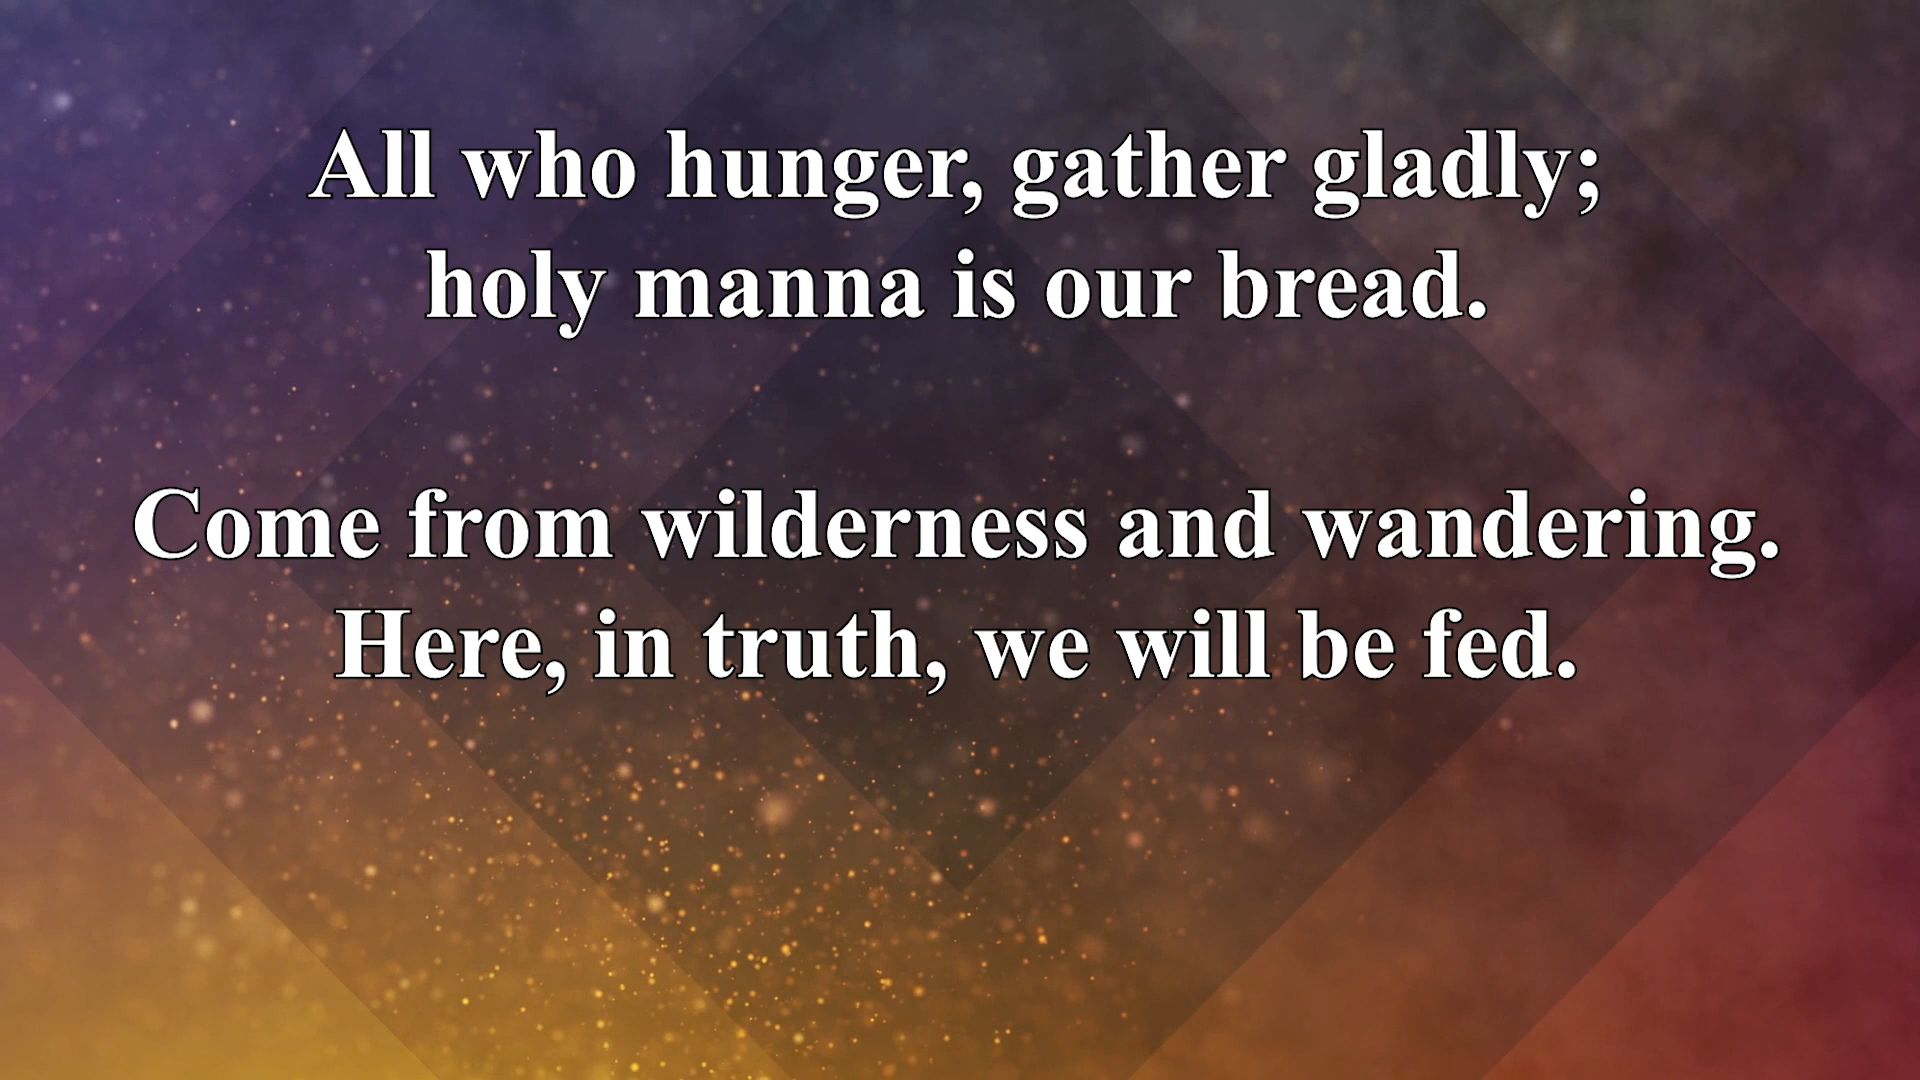 All who hunger, gather gladly;
holy manna is our bread.
Come from wilderness and wandering.
Here, in truth, we will be fed.